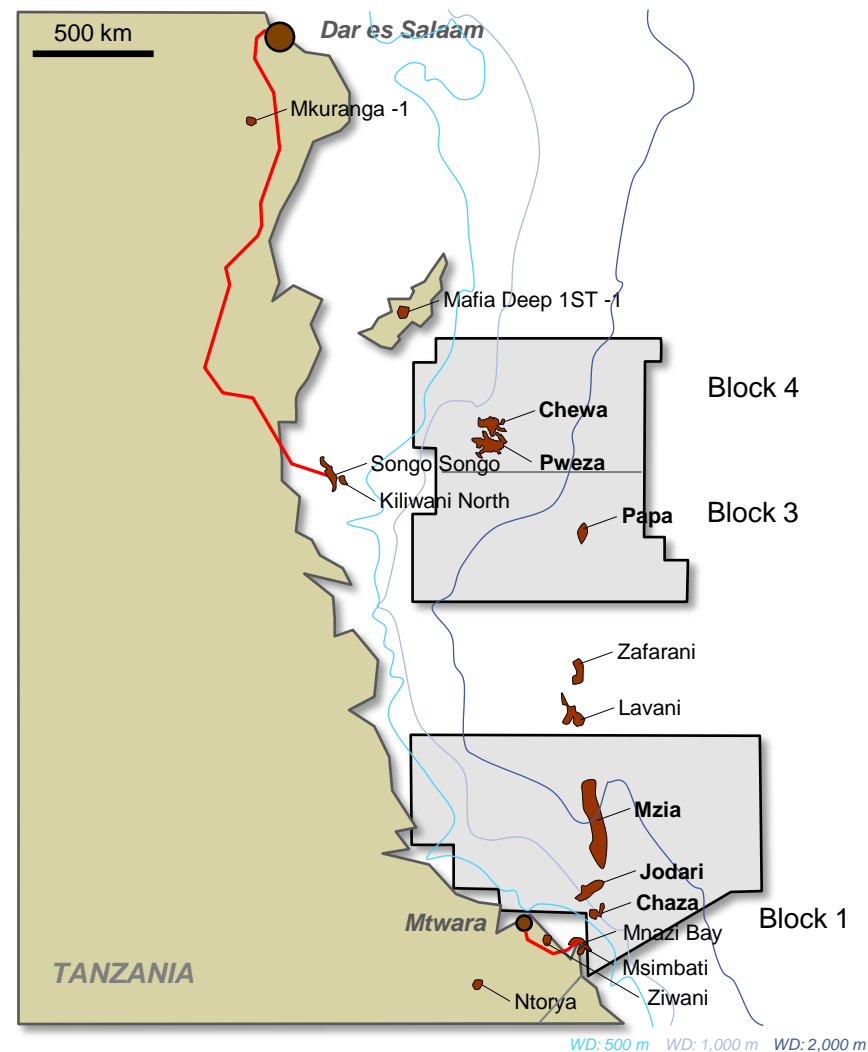 500 km
Dar es Salaam
Mkuranga -1
Mafia Deep 1ST -1
Block 4
Chewa
Songo Songo
Pweza
Kiliwani North
Papa
Block 3
Zafarani
Lavani
Mzia
Jodari
Chaza
Block 1
Mtwara
Mnazi Bay
Msimbati
TANZANIA
Ziwani
Ntorya
WD: 500 m WD: 1,000 m WD: 2,000 m